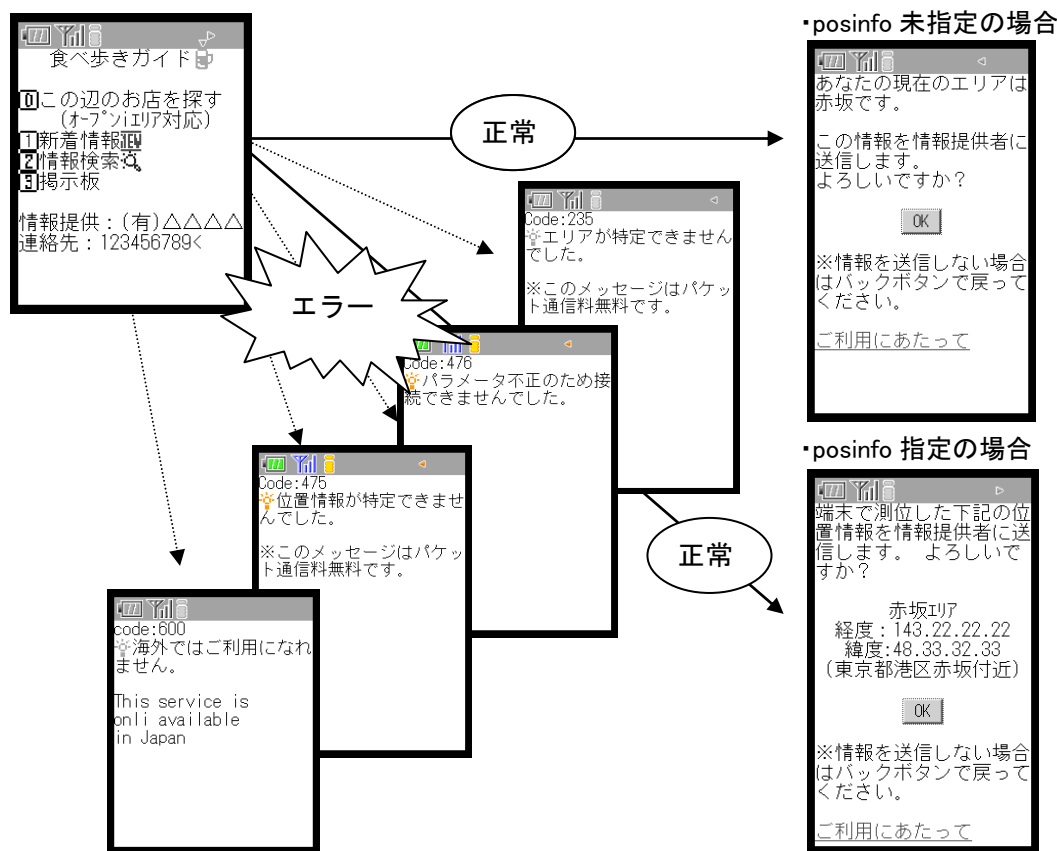 食べ歩きガイド
0この辺のお店を探す
(ｵｰﾌﾟﾝiｴﾘｱ対応)
1新着情報NEW
2情報検索
3掲示板
情報提供：(有)△△△△
連絡先：123456789<
正常
エラー
Code:235
エリアが特定できません
でした。
※このメッセージはパケッ
ト通信料無料です。
Code:476
パラメータ不正のため接
続できませんでした。
Code:475
位置情報が特定できませ
んでした。
※このメッセージはパケッ
ト通信料無料です。
code:600
海外ではご利用になれ
ません。
This service is
onli available
in Japan
正常
・posinfo 未指定の場合
あなたの現在のエリアは
赤坂です。
この情報を情報提供者に
送信します。
よろしいですか？
OK
※情報を送信しない場合
はバックボタンで戻って
ください。
ご利用にあたって
・posinfo 指定の場合
端末で測位した下記の位
置情報を情報提供者に送
信します。 よろしいで
すか？
赤坂ｴﾘｱ
経度：143.22.22.22
緯度:48.33.32.33
(東京都港区赤坂付近)
OK
※情報を送信しない場合
はバックボタンで戻って
ください。
ご利用にあたって